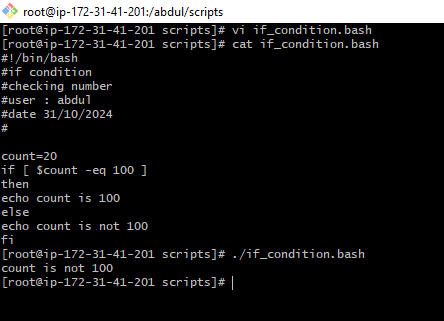 root@ip-172-31-41-201:/abdul/scripts
[root@ip-172-31-41-201 scripts]# vi if_condition.bash
[root@ip-172-31-41-201 scripts]# cat if_condition.bash
#!/bin/bash
#if condition
#checking number
#user : abdul
#date 31/10/2024
#

count=20
if [ $count -eq 100 ]
then
echo count is 100
else
echo count is not 100
fi
[root@ip-172-31-41-201 scripts]# ./if_condition.bash
count is not 100
[root@ip-172-31-41-201 scripts]#